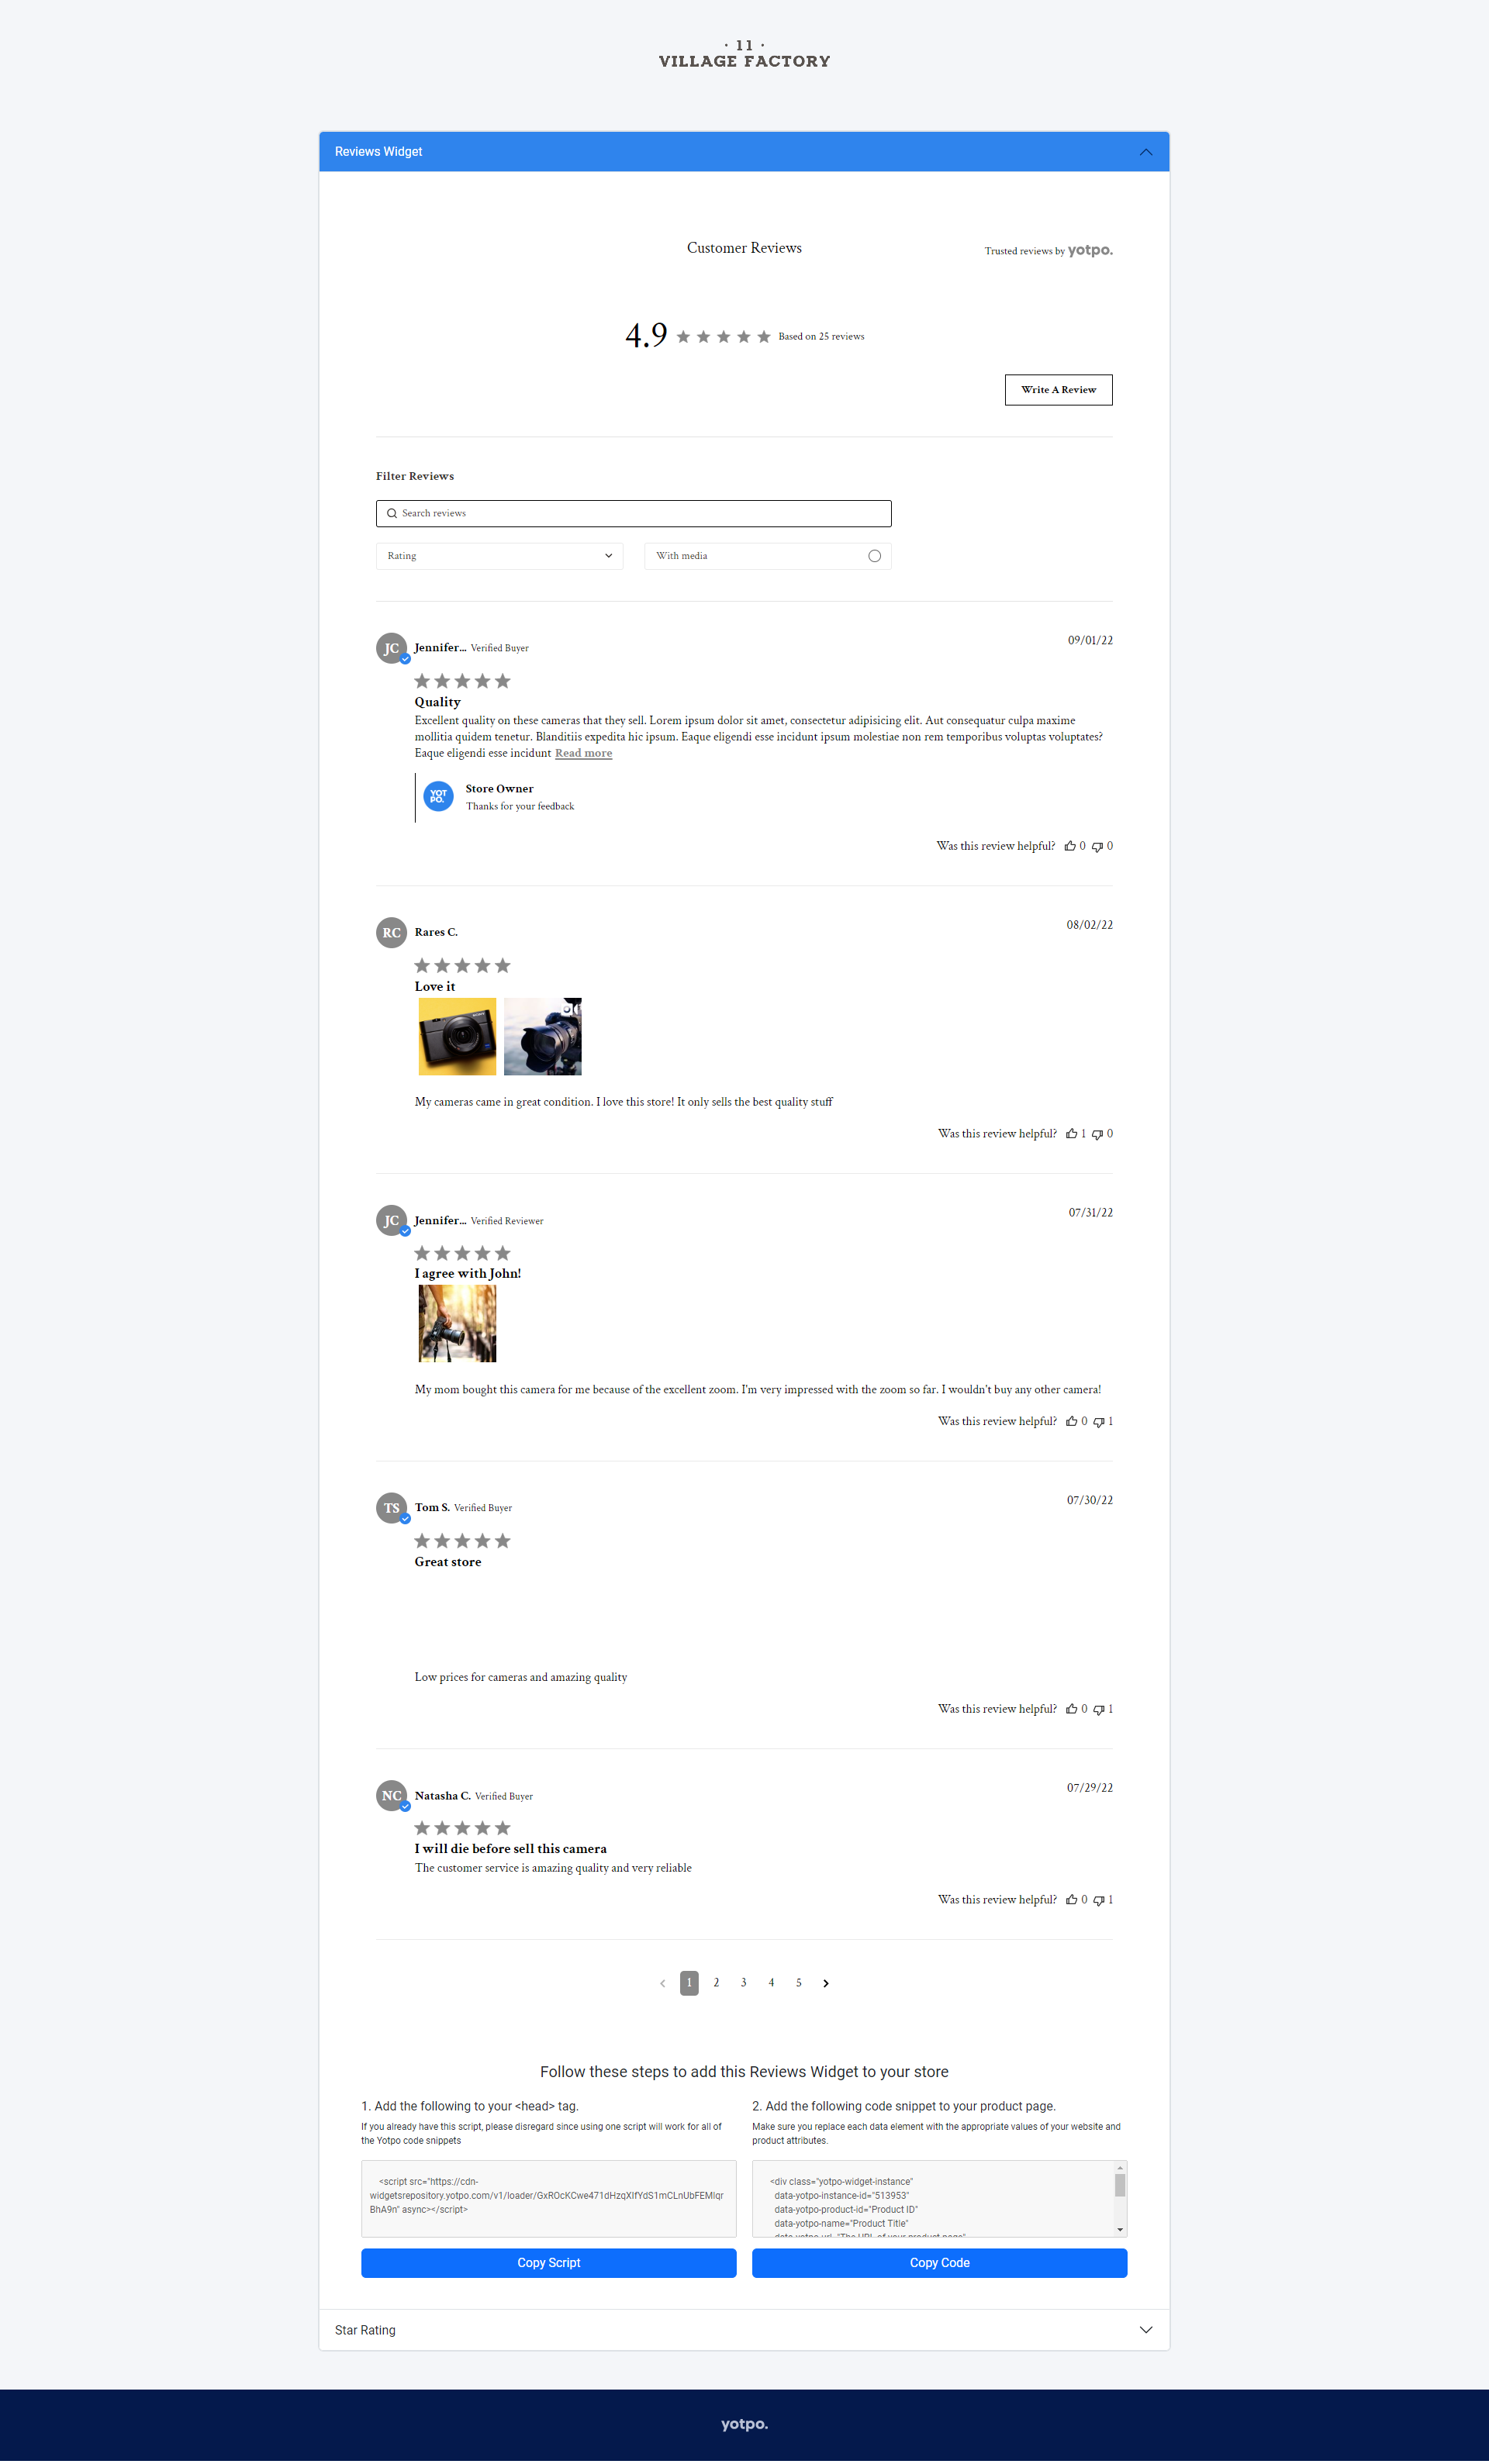 · 11 ·
VILLAGE FACTORY
Reviews Widget
Customer Reviews
Trusted reviews by yotpo.
4.9 Based on 25 reviews
Write A Review
Filter Reviews
Search reviews
Rating
With media
JC Jennifer... Verified Buyer 09/01/22
Quality
Excellent quality on these cameras that they sell. Lorem ipsum dolor sit amet, consectetur adipisicing elit. Aut consequatur culpa maxime
mollitia quidem tenetur. Blanditiis expedita hic ipsum. Eaque eligendi esse incidunt ipsum molestiae non rem temporibus voluptas voluptates?
Eaque eligendi esse incidunt Read more
YOT
PO.
Store Owner
Thanks for your feedback
Was this review helpful? 0 0
RC Rares C. 08/02/22
Love it
SONY
My cameras came in great condition. I love this store! It only sells the best quality stuff
Was this review helpful? 1 0
JC Jennifer... Verified Reviewer 07/31/22
I agree with John!
My mom bought this camera for me because of the excellent zoom. I'm very impressed with the zoom so far. I wouldn't buy any other camera!
Was this review helpful? 0 1
TS Tom S. Verified Buyer 07/30/22
Great store
Low prices for cameras and amazing quality
Was this review helpful? 0 1
NC Natasha C. Verified Buyer 07/29/22
I will die before sell this camera
The customer service is amazing quality and very reliable
Was this review helpful? 0 1
1 2 3 4 5
Follow these steps to add this Reviews Widget to your store
1. Add the following to your <head> tag.
If you already have this script, please disregard since using one script will work for all of
the Yotpo code snippets
<script src="https://cdn-
widgetsrepository.yotpo.com/v1/loader/GxROcKCwe471dHzqXIfYdS1mCLnUbFEMlqr
BhA9n" async></script>
Copy Script
2. Add the following code snippet to your product page.
Make sure you replace each data element with the appropriate values of your website and
product attributes.
<div class="yotpo-widget-instance"
data-yotpo-instance-id="513953"
data-yotpo-product-id="Product ID"
data-yotpo-name="Product Title"
data-yotpo-url="The URL of your product page"
Copy Code
Star Rating
yotpo.